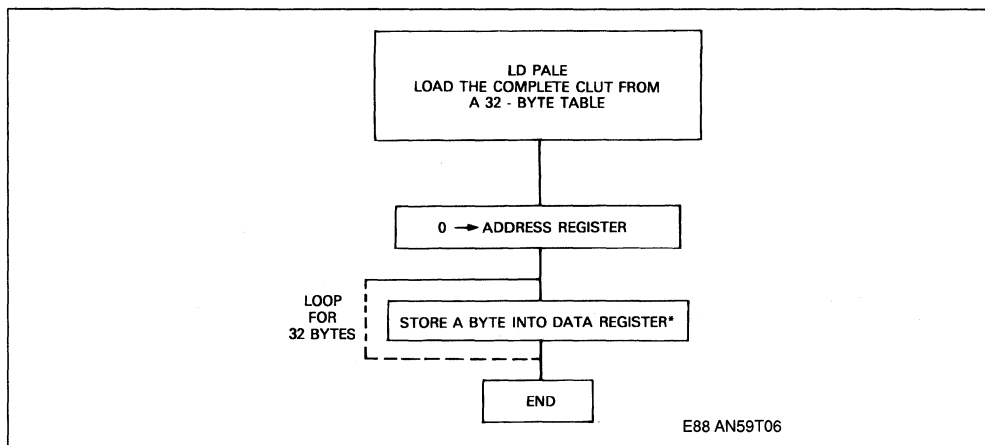 LD PALE
LOAD THE COMPLETE CLUT FROM
A 32 - BYTE TABLE
0 → ADDRESS REGISTER
LOOP
FOR
32 BYTES
STORE A BYTE INTO DATA REGISTER*
END
E88 AN59T06